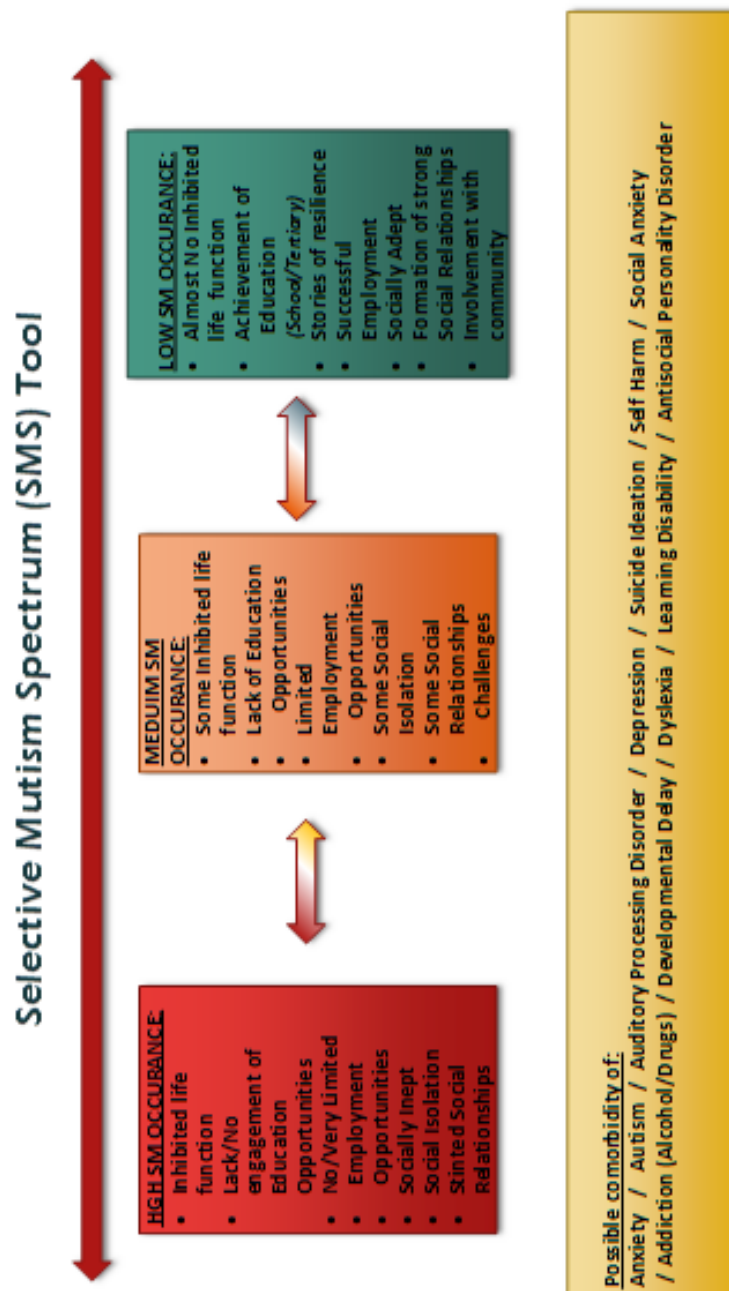 Selective Mutism Spectrum (SMS) Tool
HGH SM OCCURANCE:
• Inhibited life
function
• Lack/No
engagement of
Education
Opportunities
• No/Very Limited
• Employment
• Opportunities
• Socially Inept
• Social Isolation
• Stinted Social
Relationships
MEDUIM SM
OCCURANCE:
• Some Inhibited life
function
• Lack of Education
• Opportunities
• Limited
Employment
Opportunities
• Some Social
Isolation
• Some Social
Relationships
• Challenges
LOW SM OCCURANCE:
• Almost No Inhibited
life function
• Achievement of
Education
(School/Tertiary)
• Stories of resilience
• Successful
Employment
• Socially Adept
• Formation of strong
Social Relationships
• Involvement with
community
Possible comorbidity of:
Anxiety / Autism / Auditory Processing Disorder / Depression / Suicide Ideation / Self Harm / Social Anxiety
/ Addiction (Alcohol/Drugs) / Developmental Delay / Dyslexia / Learning Disability / Antisocial Personality Disorder